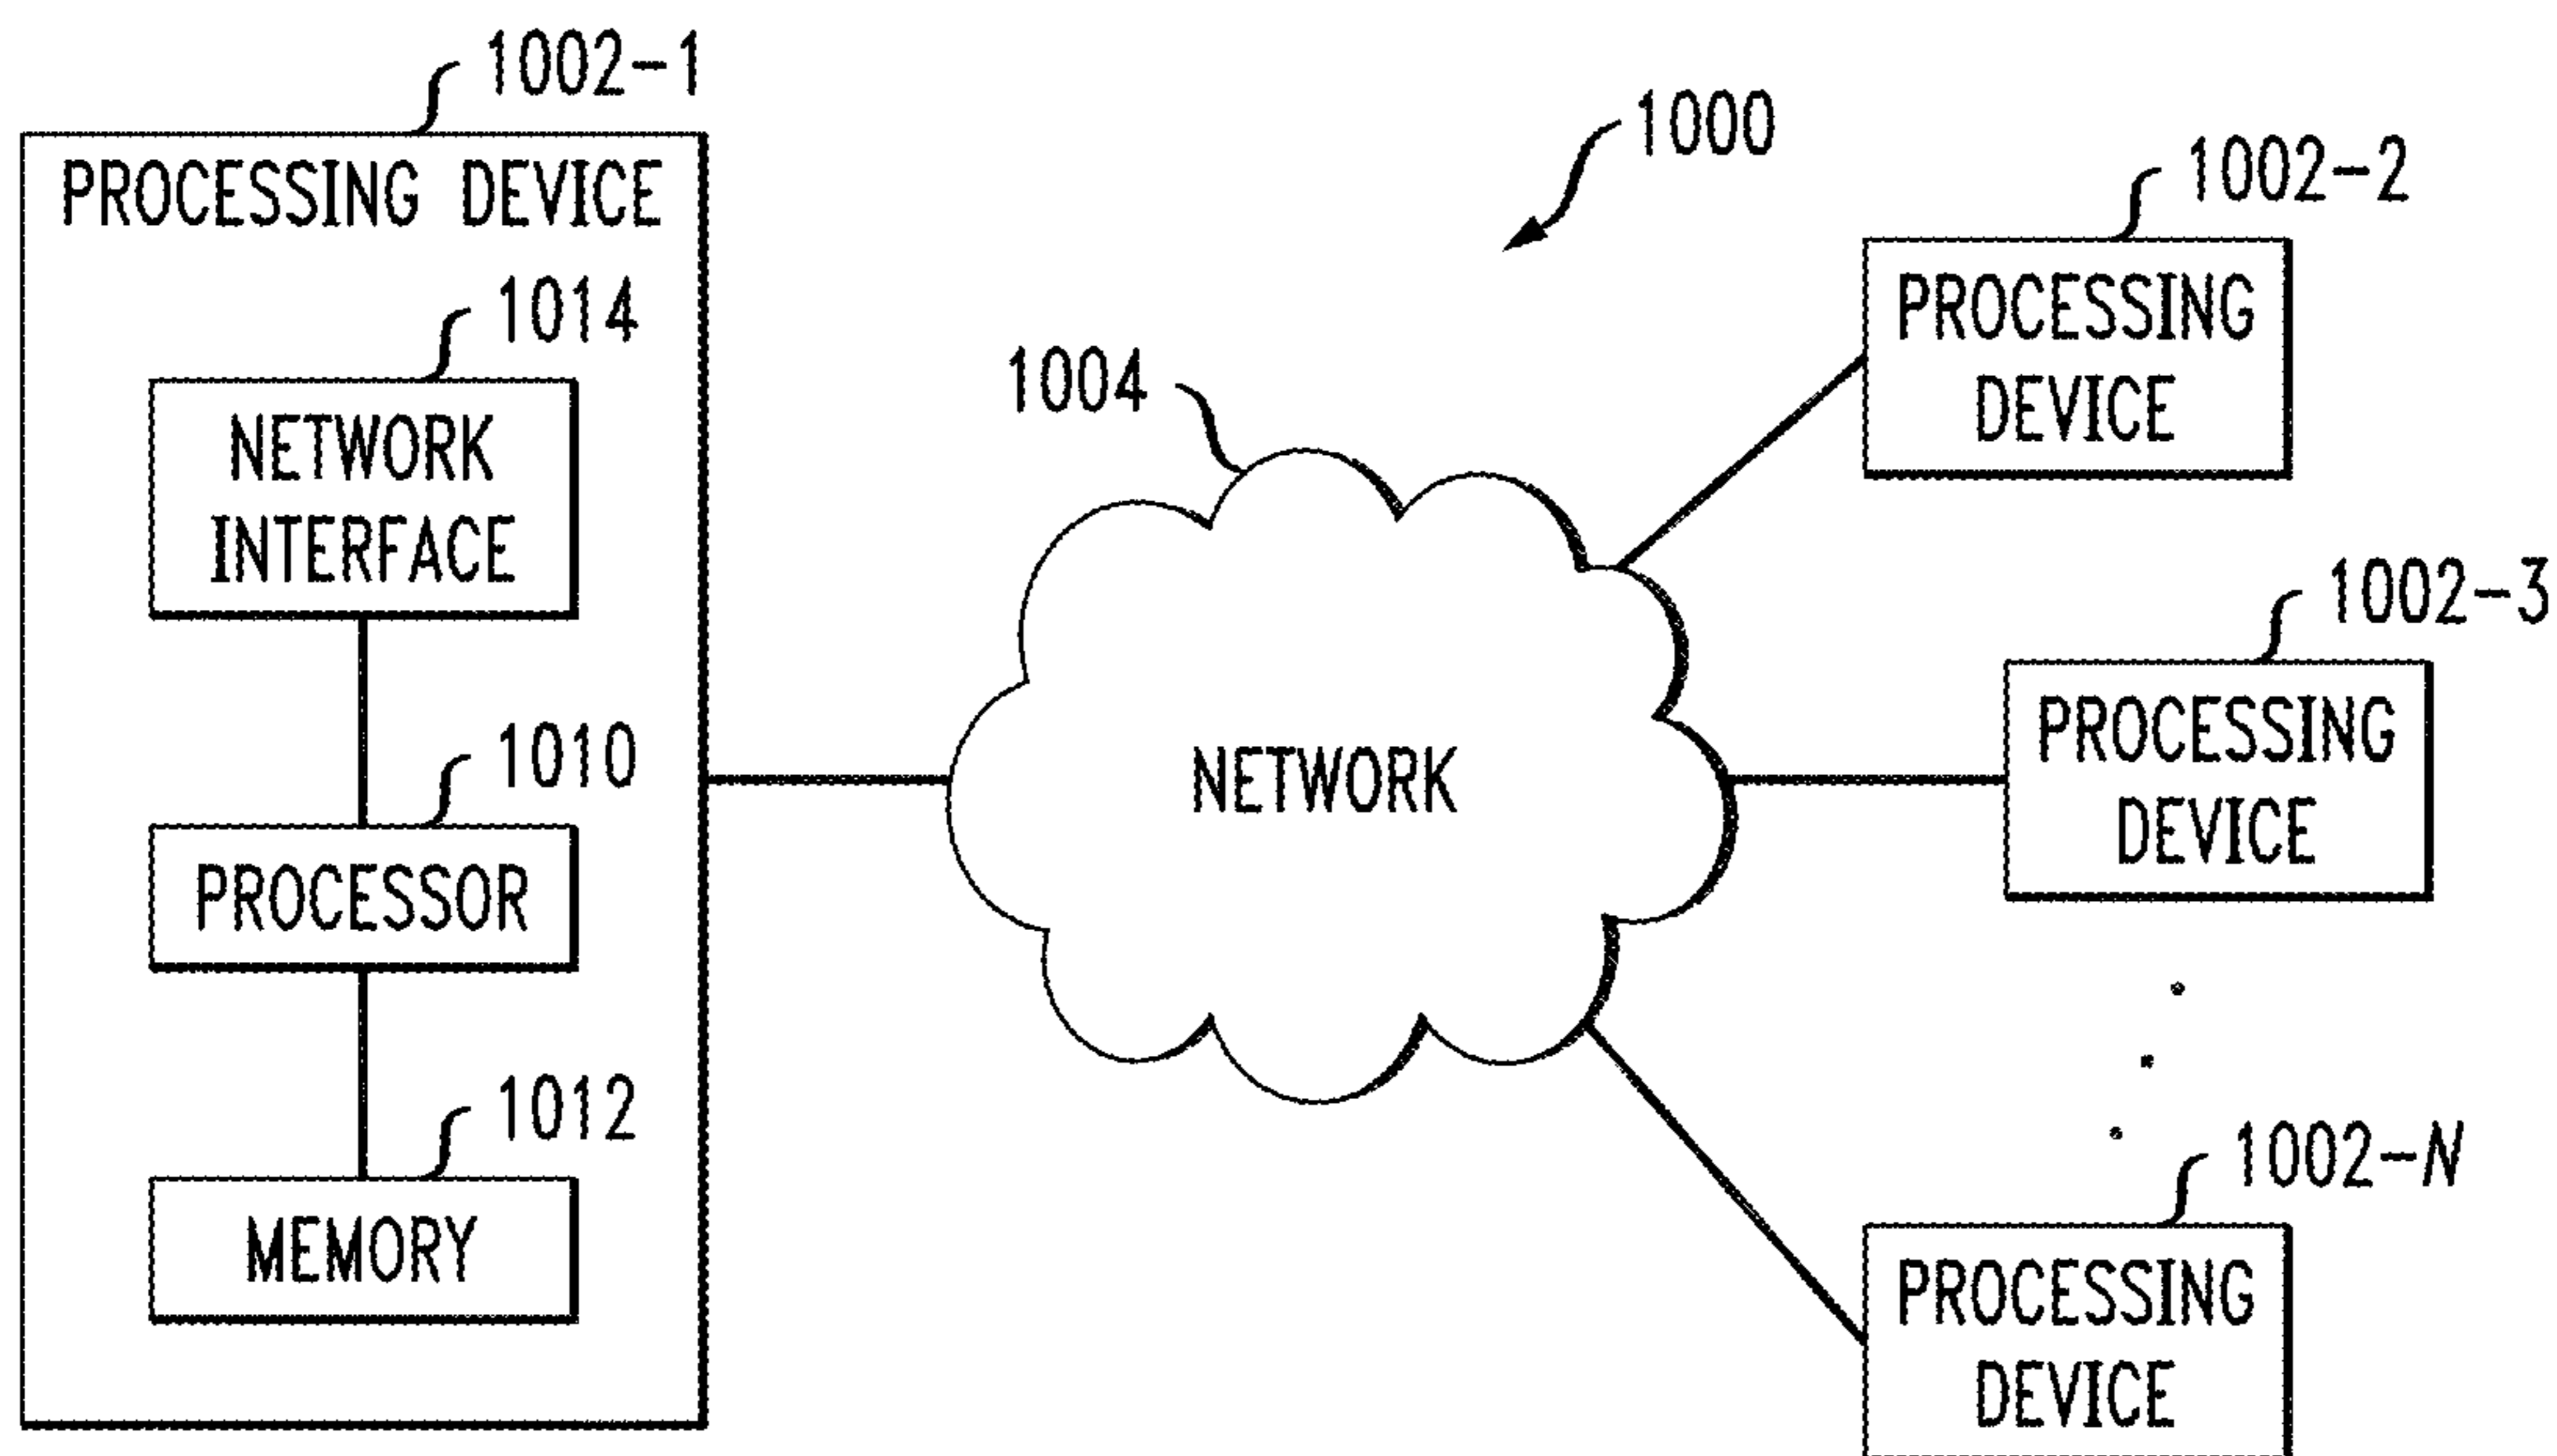 1002-1
PROCESSING DEVICE
1014
NETWORK
INTERFACE
1010
PROCESSOR
1012
MEMORY
1000
1004
NETWORK
1002-2
PROCESSING
DEVICE
1002-3
PROCESSING
DEVICE
1002-N
PROCESSING
DEVICE